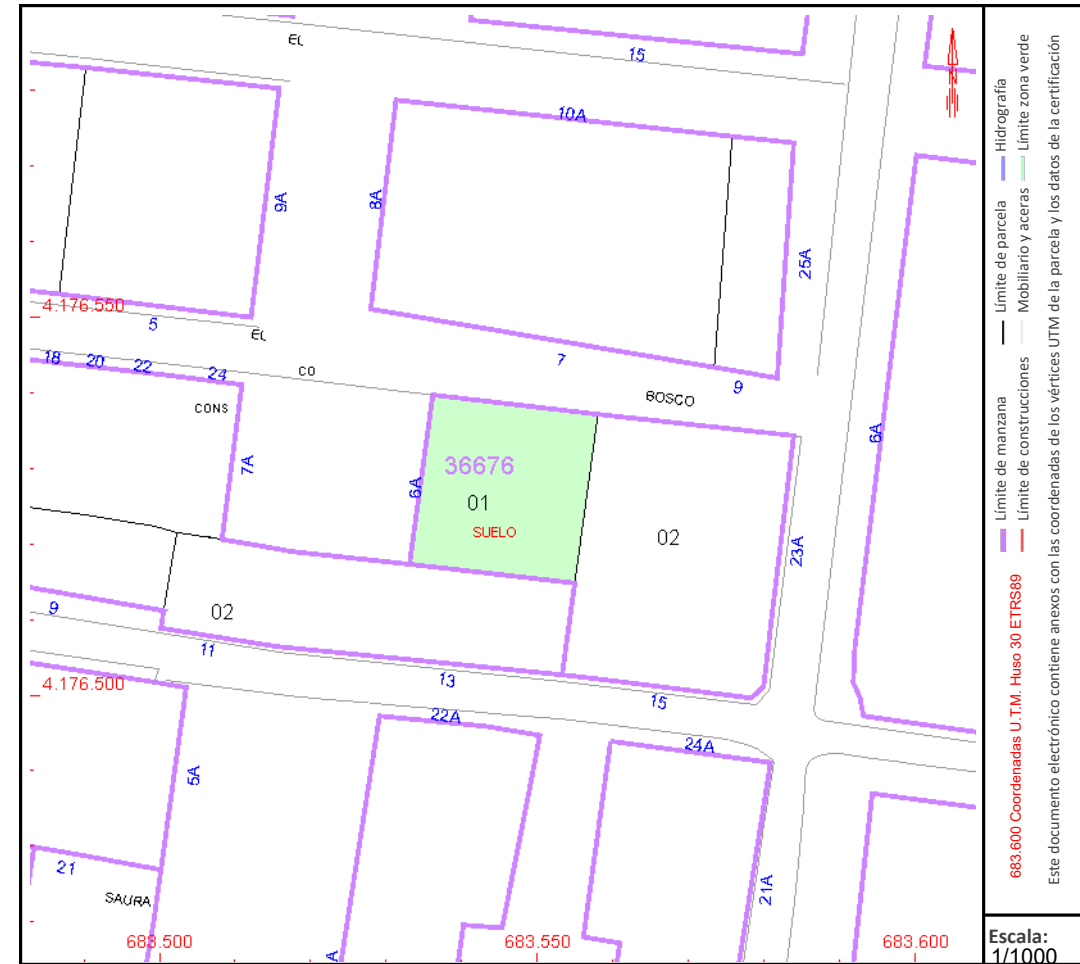 EL
15
10A
9A
8A
25A
4.176.550
5
EL
7
18 20 22 24
CO
9
BOSCO
CONS
6A
7A
36676
6A
01
SUELO
02
23A
9
02
11
13
4.176.500
15
22A
24A
5A
21
21A
SAURA
683.500
683.550
683.600
A
Límite de manzana
Límite de parcela
Hidrografía
683.600 Coordenadas U.T.M. Huso 30 ETRS89
Límite de construcciones
Mobiliario y aceras
Límite zona verde
Este documento electrónico contiene anexos con las coordenadas de los vértices UTM de la parcela y los datos de la certificación
Escala:
1/1000